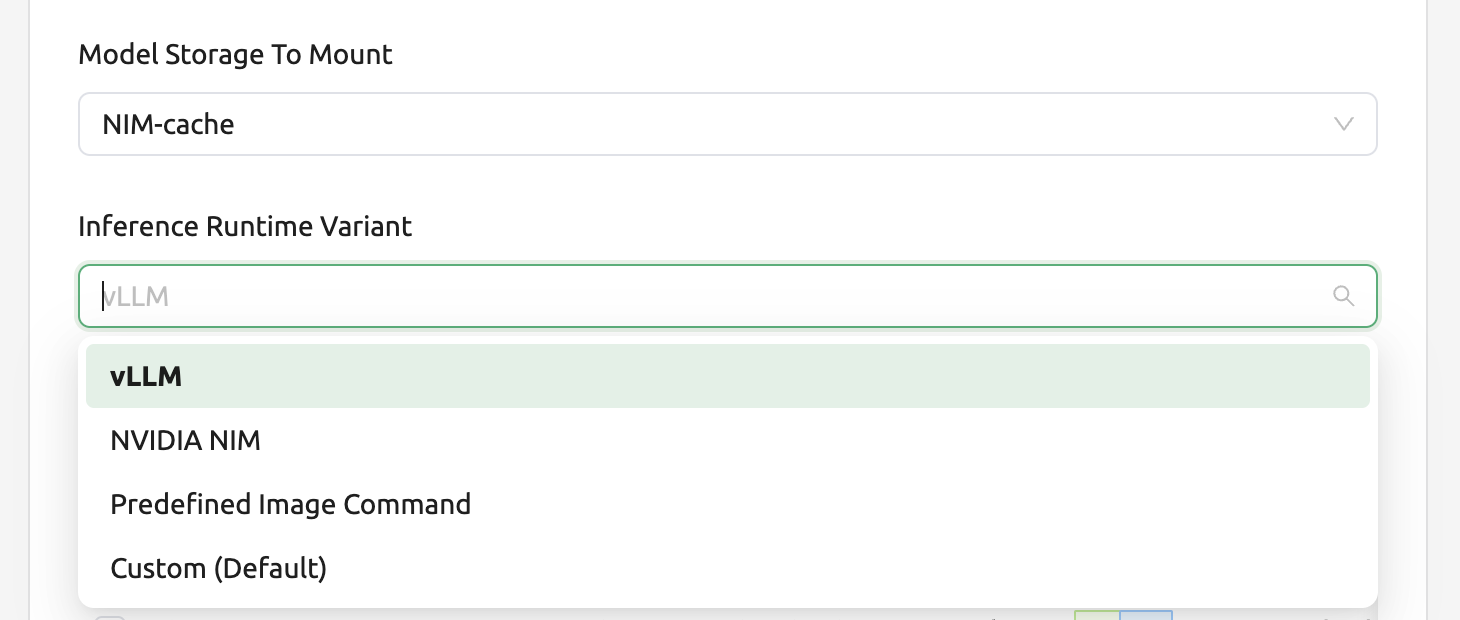 Model Storage To Mount
NIM-cache
Inference Runtime Variant
vLLM
vLLM
NVIDIA NIM
Predefined Image Command
Custom (Default)